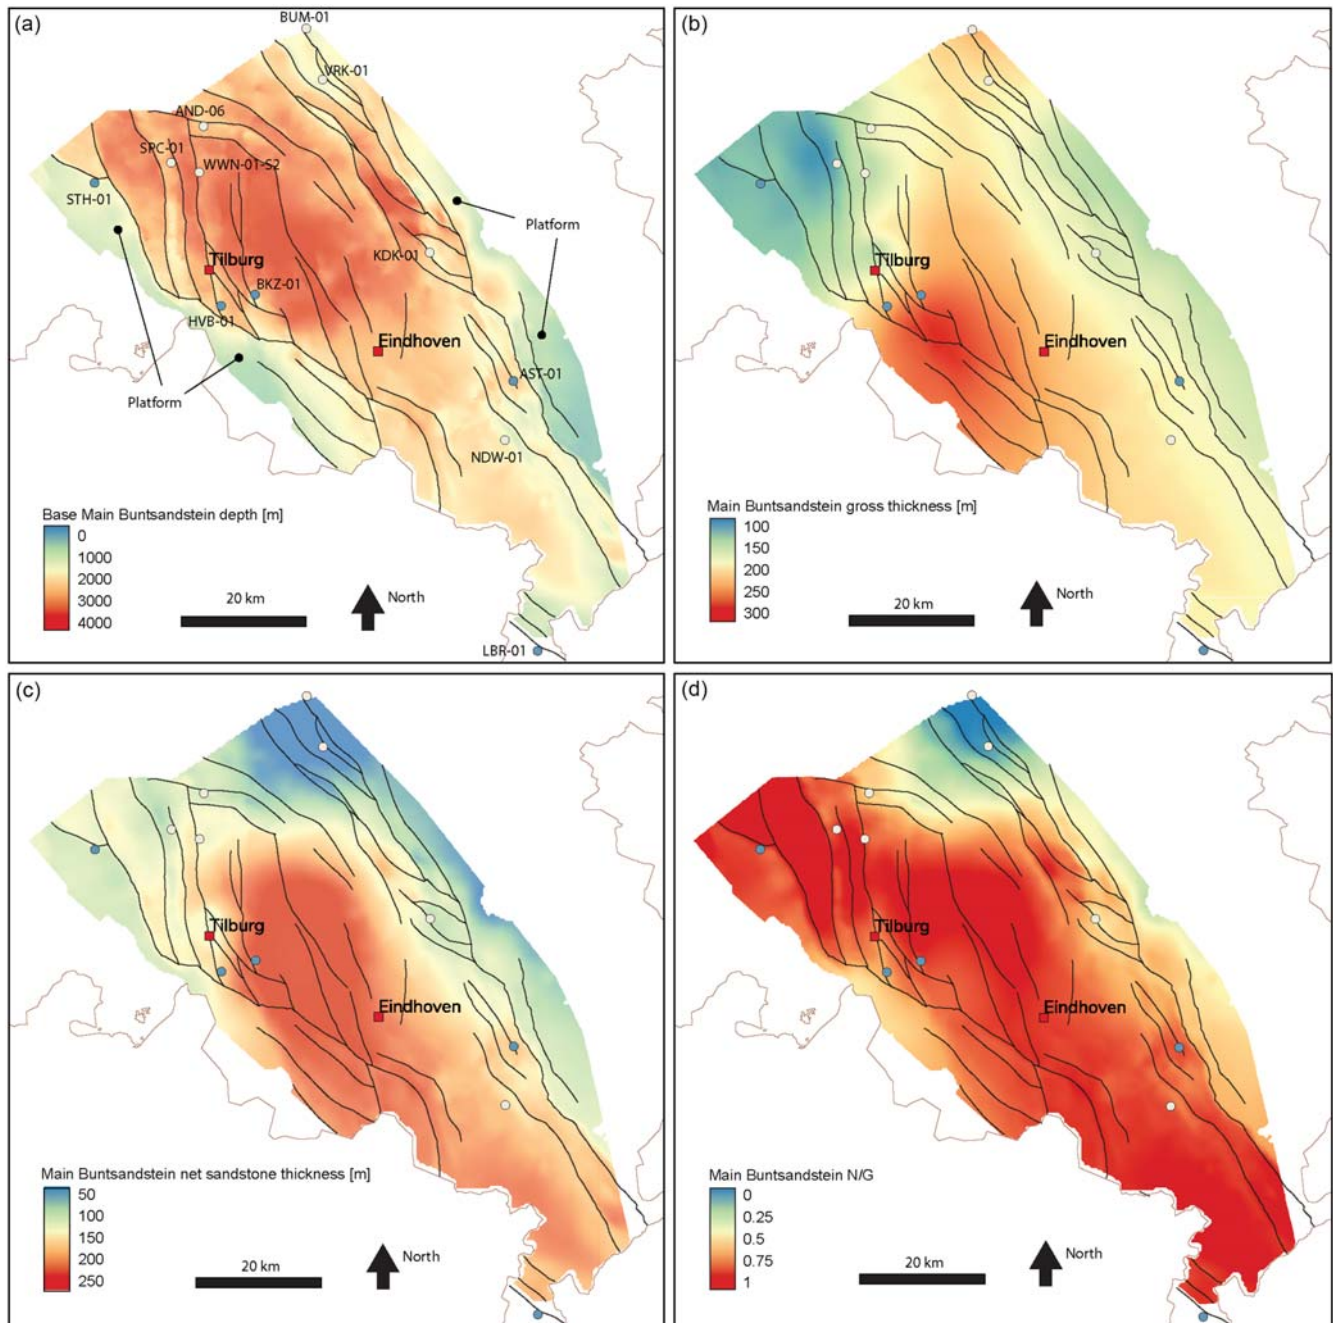 (a)
BUM-01
VRK-01
AND-06
SPC-01
WWN-01-S2
STH-01
Platform
Tilburg
KDK-01
BKZ-01
HVB-01
Eindhoven
AST-01
Platform
NDW-01
Base Main Buntsandstein depth [m]
0
1000
2000
3000
4000
20 km
North
LBR-01
(b)
Tilburg
Eindhoven
Main Buntsandstein gross thickness [m]
100
150
200
250
300
20 km
North
(c)
Tilburg
Eindhoven
Main Buntsandstein net sandstone thickness [m]
50
100
150
200
250
20 km
North
(d)
Tilburg
Eindhoven
Main Buntsandstein N/G
0
0.25
0.5
0.75
1
20 km
North